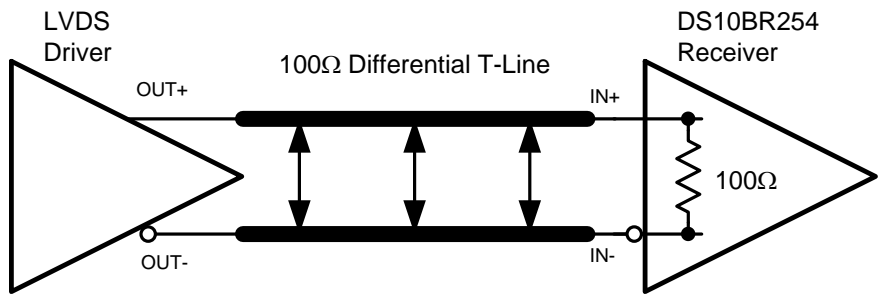 LVDS
Driver
DS10BR254
Receiver
100Ω Differential T-Line
OUT+
IN+
100Ω
OUT-
IN-